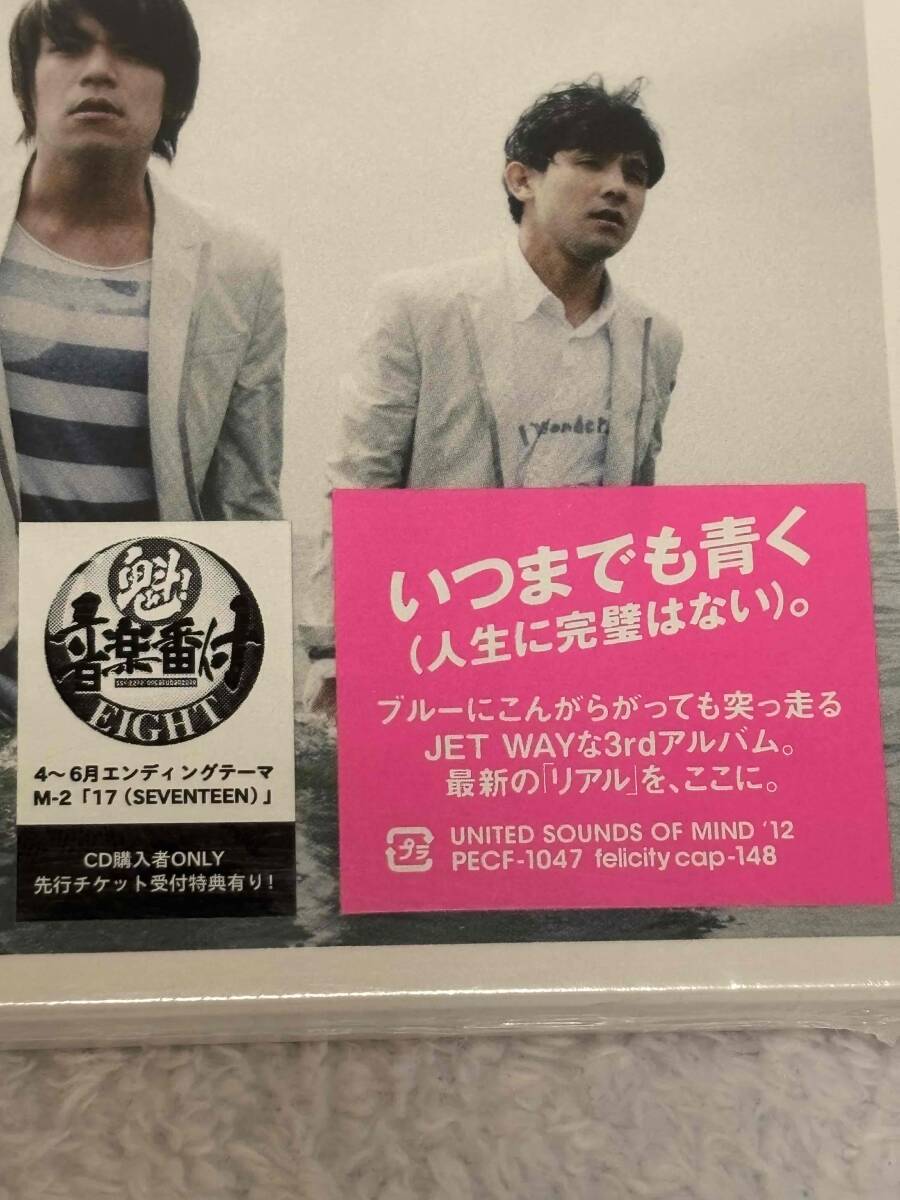 Wonder
魁!
音楽番付
EIGHT
4〜6月エンディングテーマ
M-2「17（SEVENTEEN）」
CD購入者ONLY
先行チケット受付特典有り!
いつまでも青く
（人生に完璧はない）。
ブルーにこんがらがっても突っ走る
JET WAYな3rdアルバム。
最新の「リアル」を、ここに。
プラ UNITED SOUNDS OF MIND '12
PECF-1047 felicity cap-148